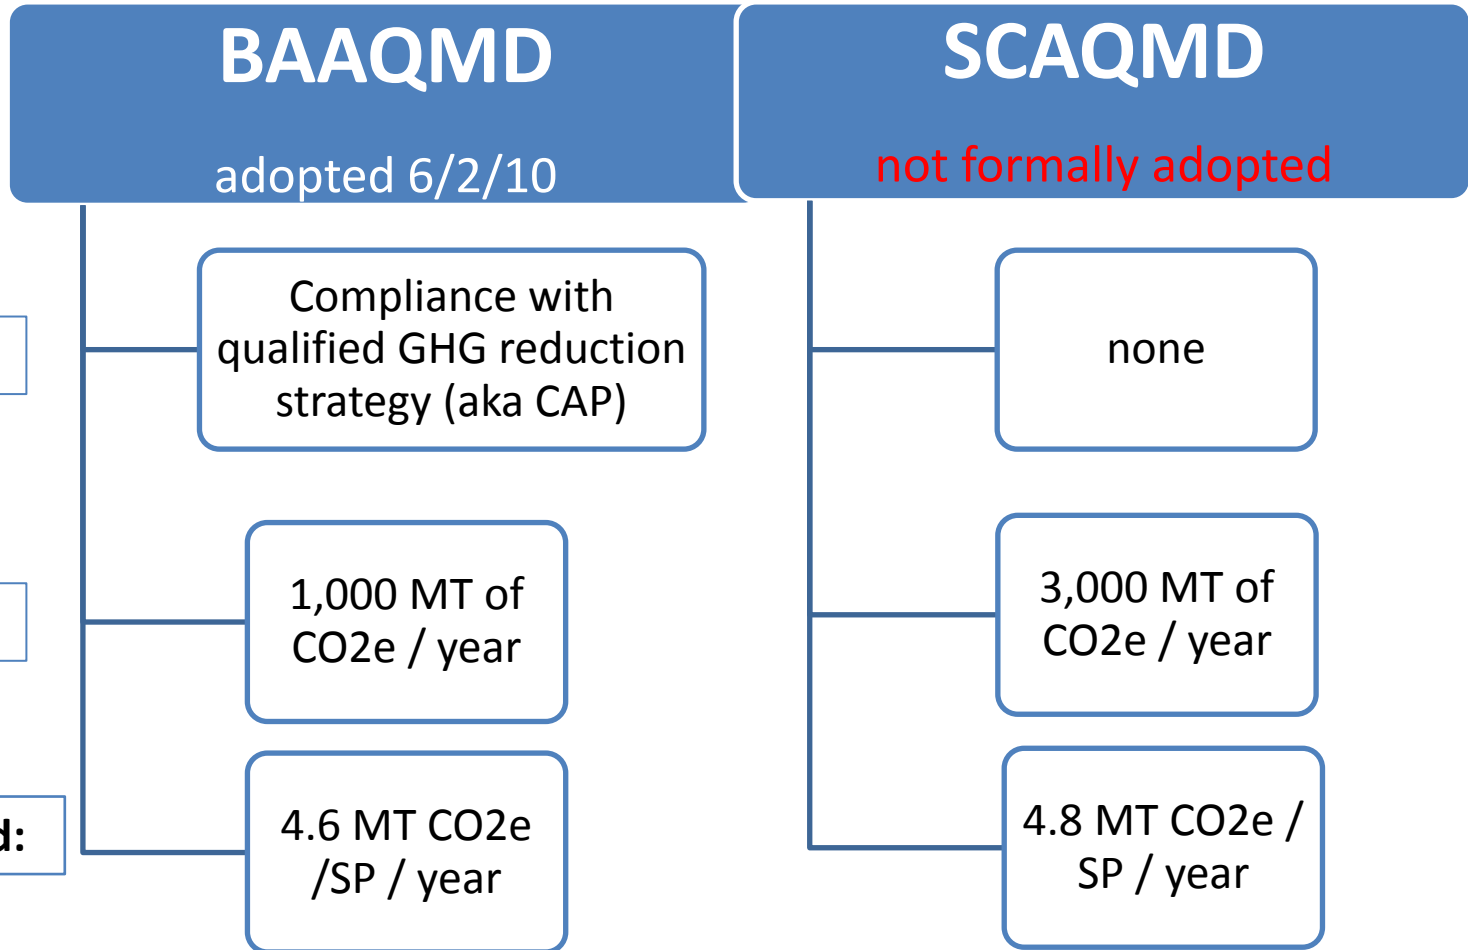 BAAQMD
adopted 6/2/10
SCAQMD
not formally adopted
Compliance with
qualified GHG reduction
strategy (aka CAP)
none
1,000 MT of
CO2e / year
3,000 MT of
CO2e / year
d:
4.6 MT CO2e
/SP / year
4.8 MT CO2e /
SP / year